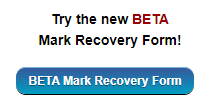 Try the new BETA
Mark Recovery Form!
BETA Mark Recovery Form